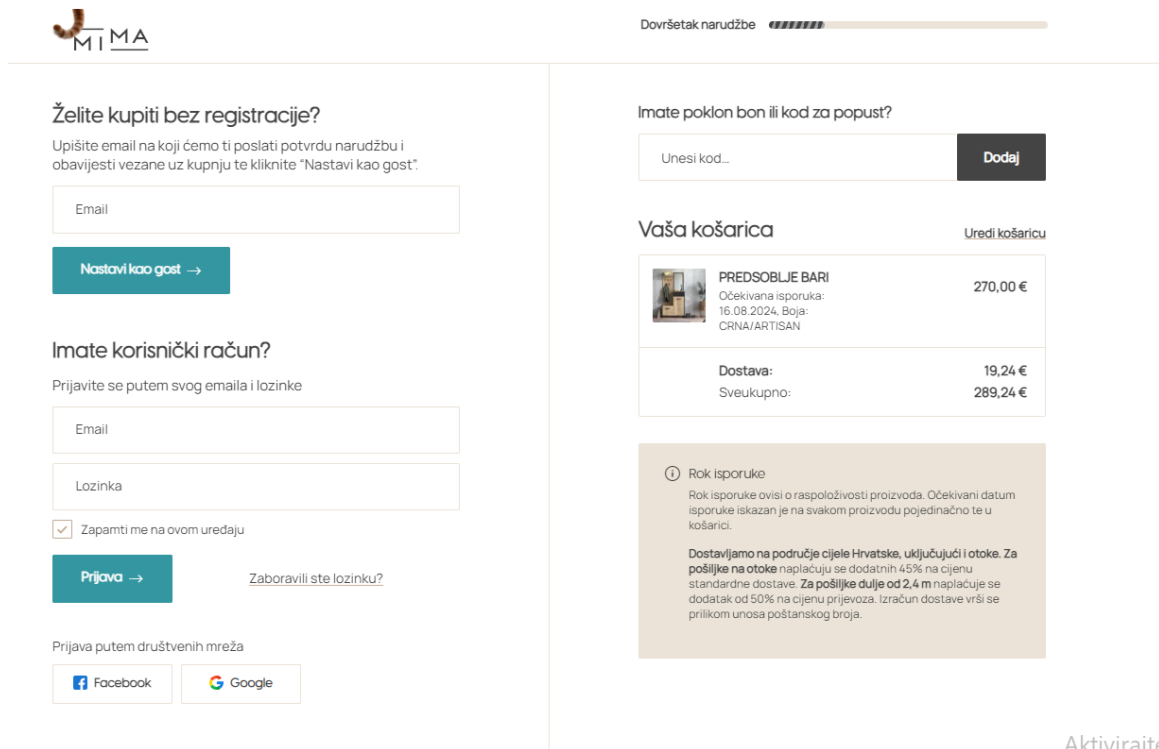 MIMA
Dovršetak narudžbe
Želite kupiti bez registracije?
Upišite email na koji ćemo ti poslati potvrdu narudžbu i
obavijesti vezane uz kupnju te kliknite “Nastavi kao gost”.
Email
Nastavi kao gost →
Imate korisnički račun?
Prijavite se putem svog emaila i lozinke
Email
Lozinka
Zapamti me na ovom uređaju
Prijava →
Zaboravili ste lozinku?
Prijava putem društvenih mreža
Facebook
Google
Imate poklon bon ili kod za popust?
Unesi kod...
Dodaj
Vaša košarica
Uredi košaricu
PREDSOBLJE BARI
270,00 €
Očekivana isporuka:
16.08.2024, Boja:
CRNA/ARTISAN
Dostava: 19,24 €
Sveukupno: 289,24 €
Rok isporuke
Rok isporuke ovisi o raspoloživosti proizvoda. Očekivani datum
isporuke iskazan je na svakom proizvodu pojedinačno te u
košarici.
Dostavljamo na područje cijele Hrvatske, uključujući i otoke. Za
pošiljke na otoke naplaćuju se dodatnih 45% na cijenu
standardne dostave. Za pošiljke dulje od 2,4 m naplaćuje se
dodatak od 50% na cijenu prijevoza. Izračun dostave vrši se
prilikom unosa poštanskog broja.